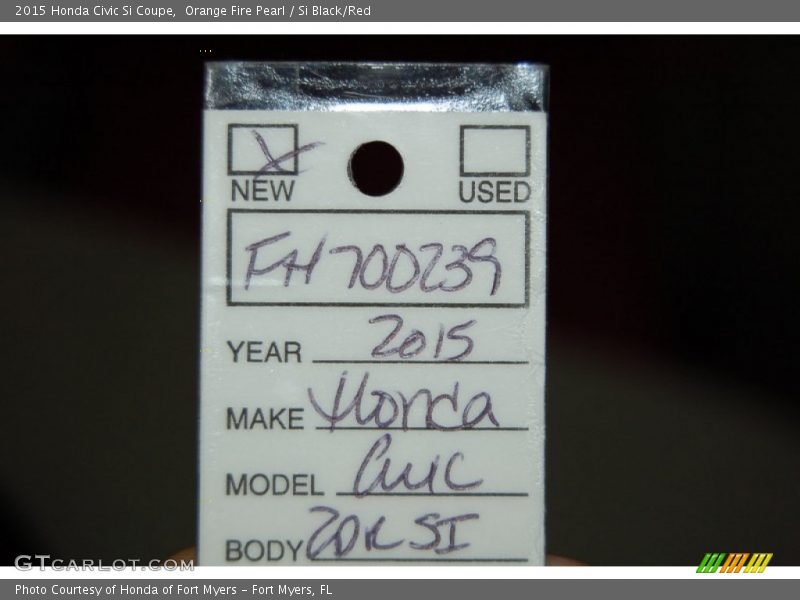 2015 Honda Civic Si Coupe, Orange Fire Pearl / Si Black/Red
NEW USED
FH700239
YEAR 2015
MAKE Honda
MODEL Civic
BODY 2DR SI
GTCARLOT.COM
Photo Courtesy of Honda of Fort Myers - Fort Myers, FL